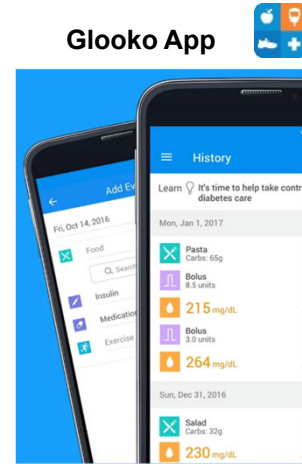 Glooko App
Add Ev
Fri, Oct 14, 2016
Food
Search
Insulin
Medication
Exercise
History
Learn It's time to help take contr
diabetes care
Mon, Jan 1, 2017
Pasta
Carbs: 65g
Bolus
8.5 units
215 mg/dL
Bolus
3.0 units
264 mg/dL
Sun, Dec 31, 2016
Salad
Carbs: 32g
230 mg/dL